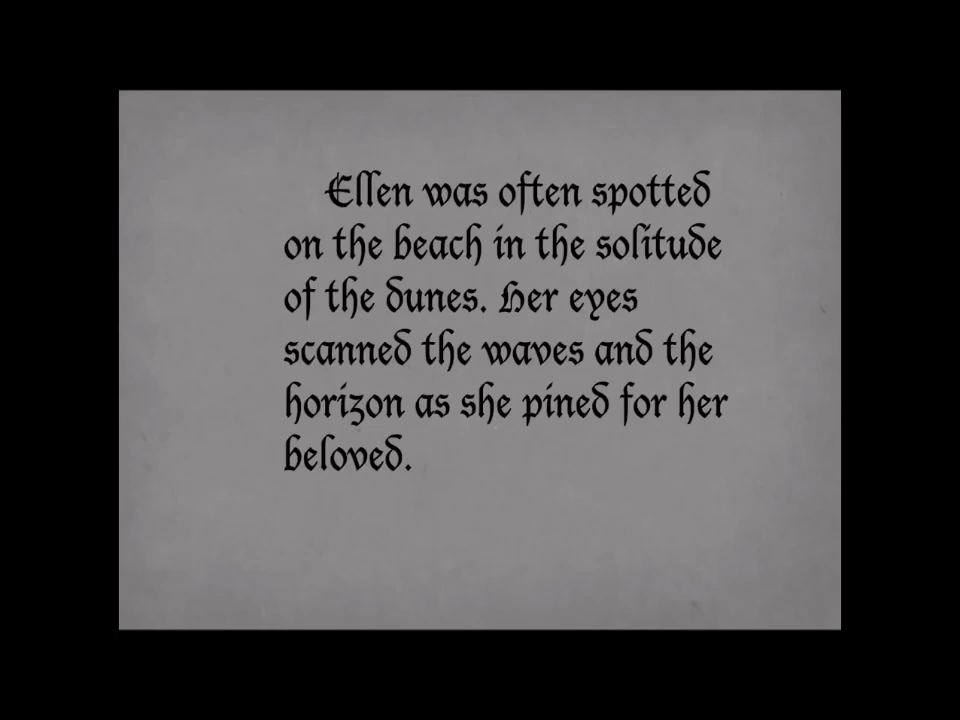 Ellen was often spotted
on the beach in the solitude
of the dunes. Her eyes
scanned the waves and the
horizon as she pined for her
beloved.